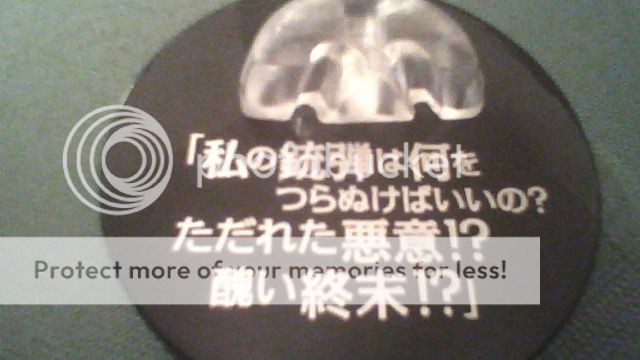 「私の銃弾は何を
つらぬけばいいの?
ただれた悪意!?
醜い終末!?」
photobucket
Protect more of your memories for less!